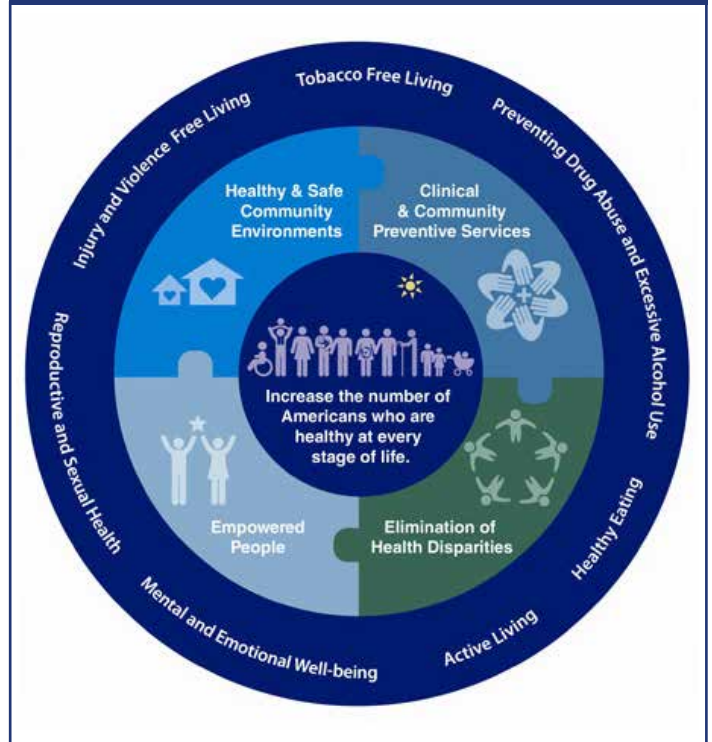 Tobacco Free Living
Preventing Drug Abuse and Excessive Alcohol Use
Healthy Eating
Active Living
Mental and Emotional Well-being
Reproductive and Sexual Health
Injury and Violence Free Living
Healthy & Safe
Community
Environments
Clinical
& Community
Preventive Services
Elimination of
Health Disparities
Empowered
People
Increase the number of
Americans who are
healthy at every
stage of life.